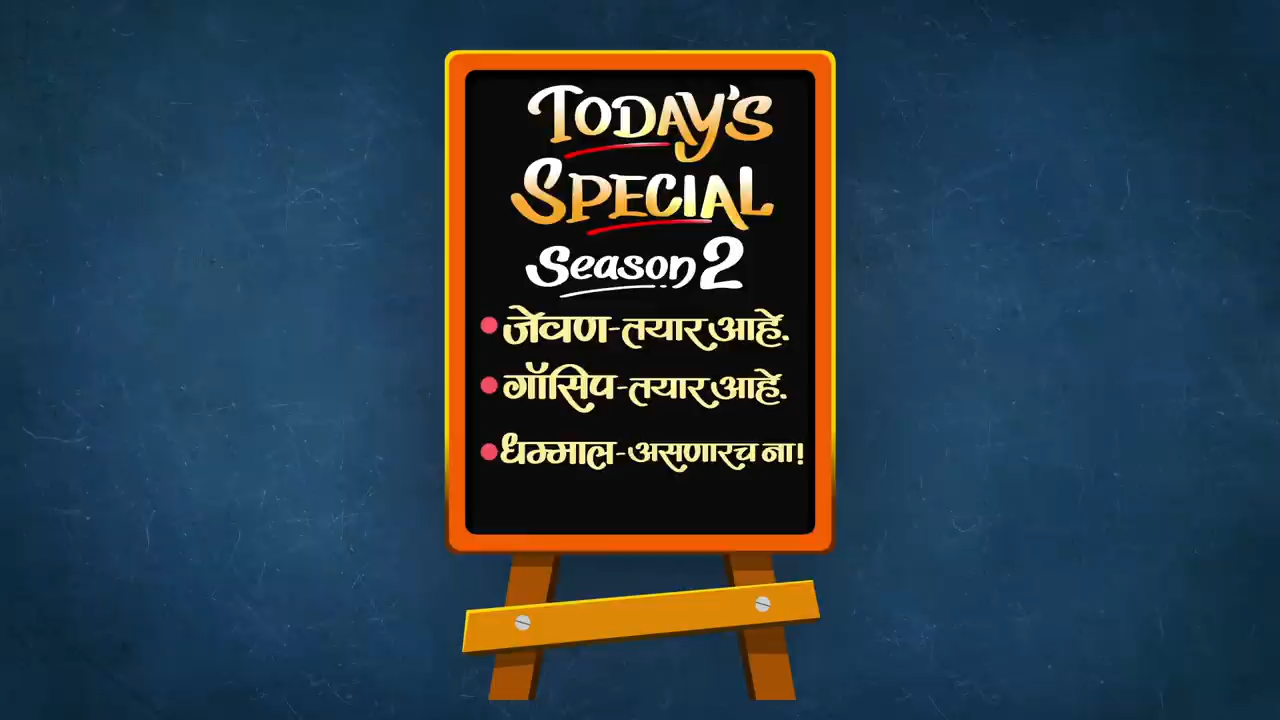 TODAY'S
SPECIAL
Season 2
• जेवण-तयार आहे.
• गॉसिप-तयार आहे.
• धम्माल-असणारच ना!